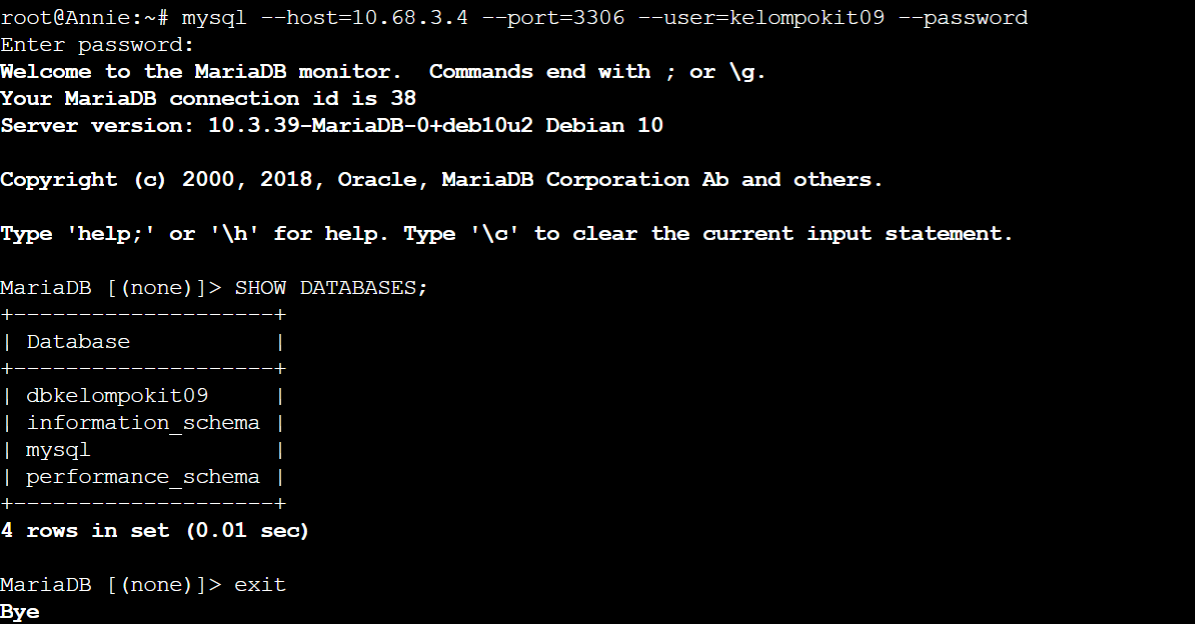 root@Annie:~# mysql --host=10.68.3.4 --port=3306 --user=kelompokit09 --password
Enter password:
Welcome to the MariaDB monitor.  Commands end with ; or \g.
Your MariaDB connection id is 38
Server version: 10.3.39-MariaDB-0+deb10u2 Debian 10

Copyright (c) 2000, 2018, Oracle, MariaDB Corporation Ab and others.

Type 'help;' or '\h' for help. Type '\c' to clear the current input statement.

MariaDB [(none)]> SHOW DATABASES;
+--------------------+
| Database           |
+--------------------+
| dbkelompokit09     |
| information_schema |
| mysql              |
| performance_schema |
+--------------------+
4 rows in set (0.01 sec)

MariaDB [(none)]> exit
Bye